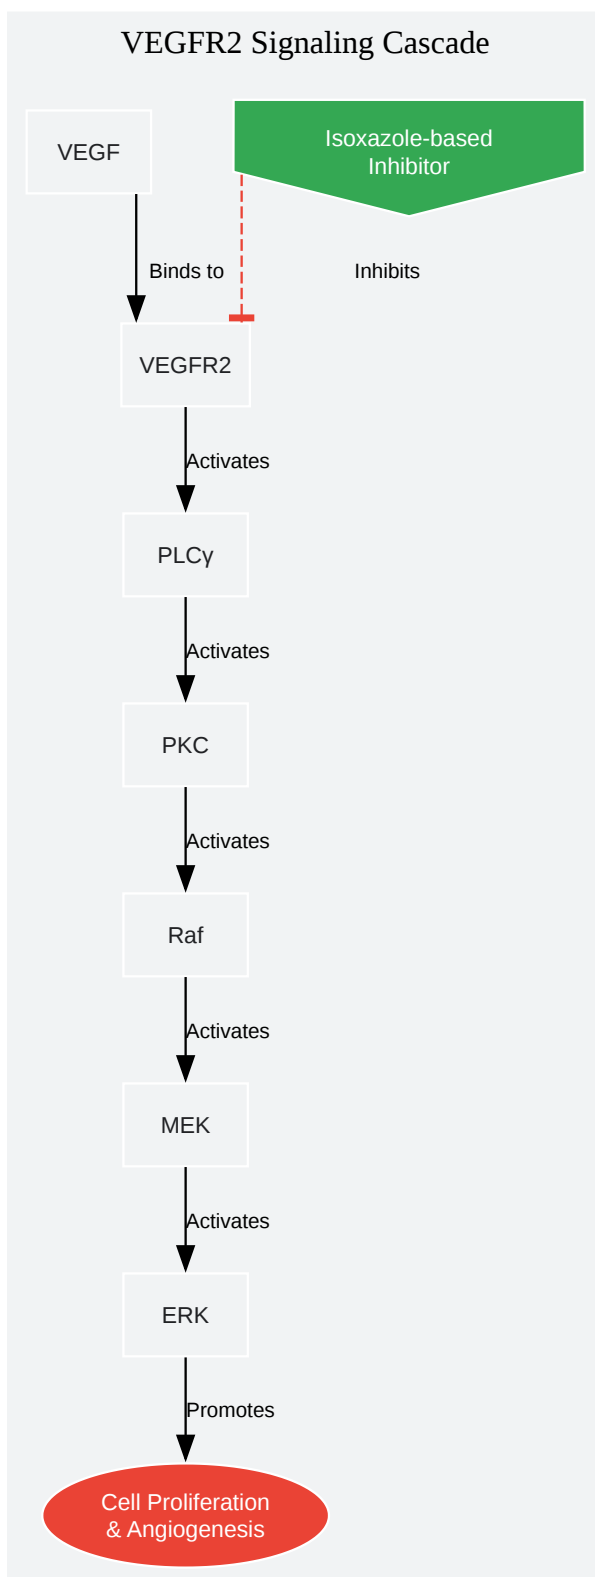 VEGFR2 Signaling Cascade
VEGF
Isoxazole-based
Inhibitor
Binds to
Inhibits
VEGFR2
Activates
PLCγ
Activates
PKC
Activates
Raf
Activates
MEK
Activates
ERK
Promotes
Cell Proliferation
& Angiogenesis